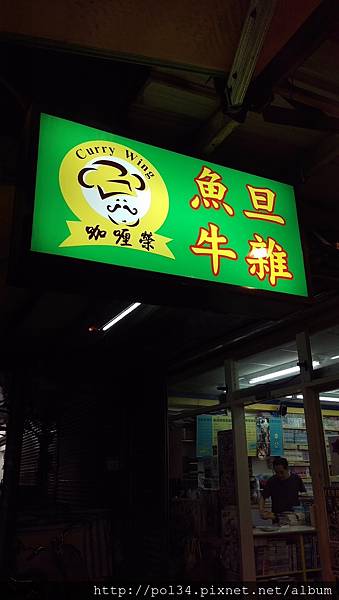 Curry Wing
咖喱榮
魚旦
牛雜
http://pol34.pixnet.net/album